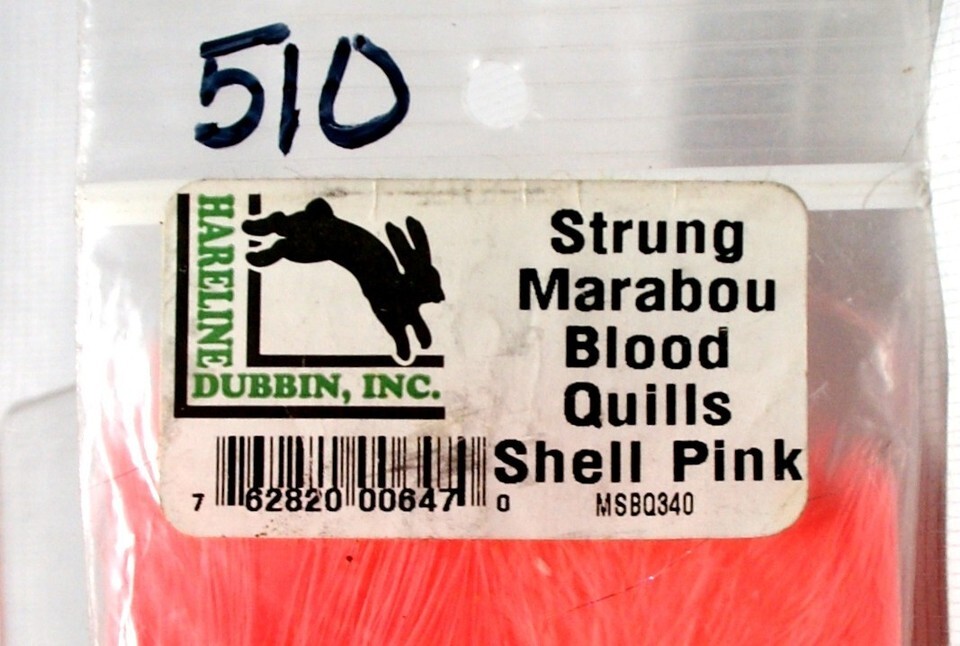 510
HARELINE
DUBBIN, INC.
Strung
Marabou
Blood
Quills
Shell Pink
MSBQ340
7 62820 00647 0